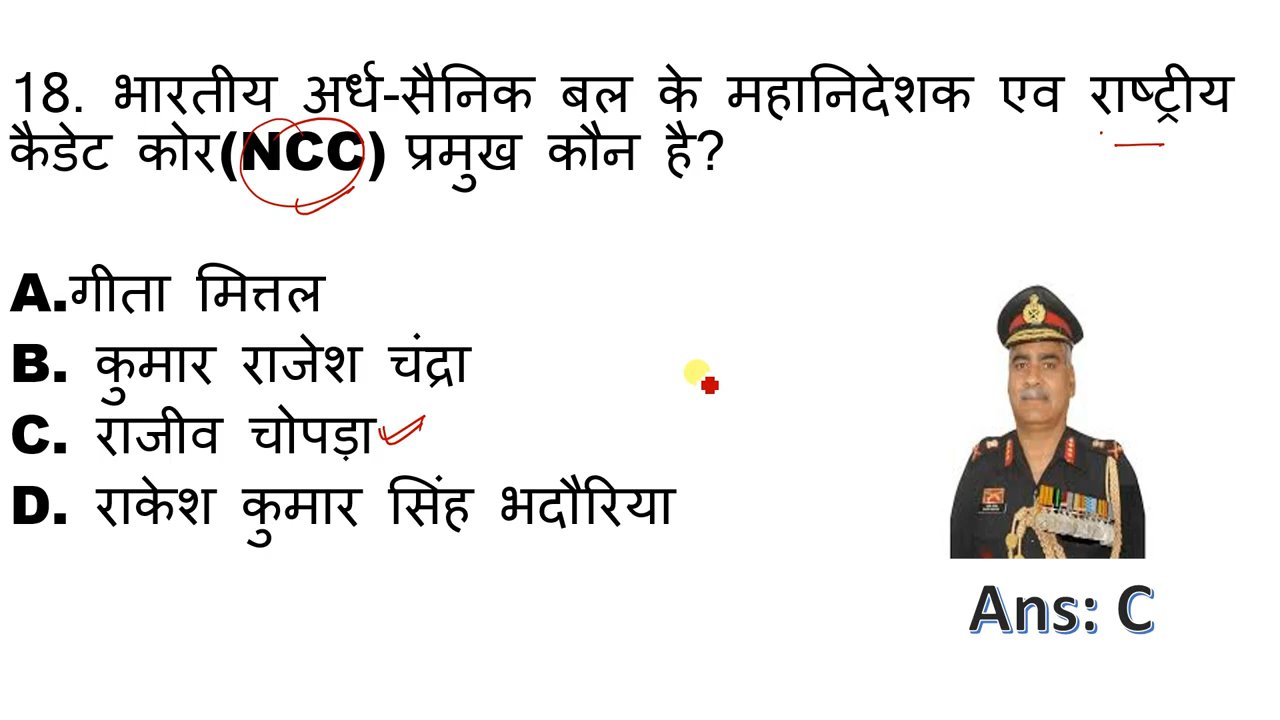 18. भारतीय अर्ध-सैनिक बल के महानिदेशक एव राष्ट्रीय
कैडेट कोर(NCC) प्रमुख कौन है?
A.गीता मित्तल
B. कुमार राजेश चंद्रा
C. राजीव चोपड़ा
D. राकेश कुमार सिंह भदौरिया
Ans: C